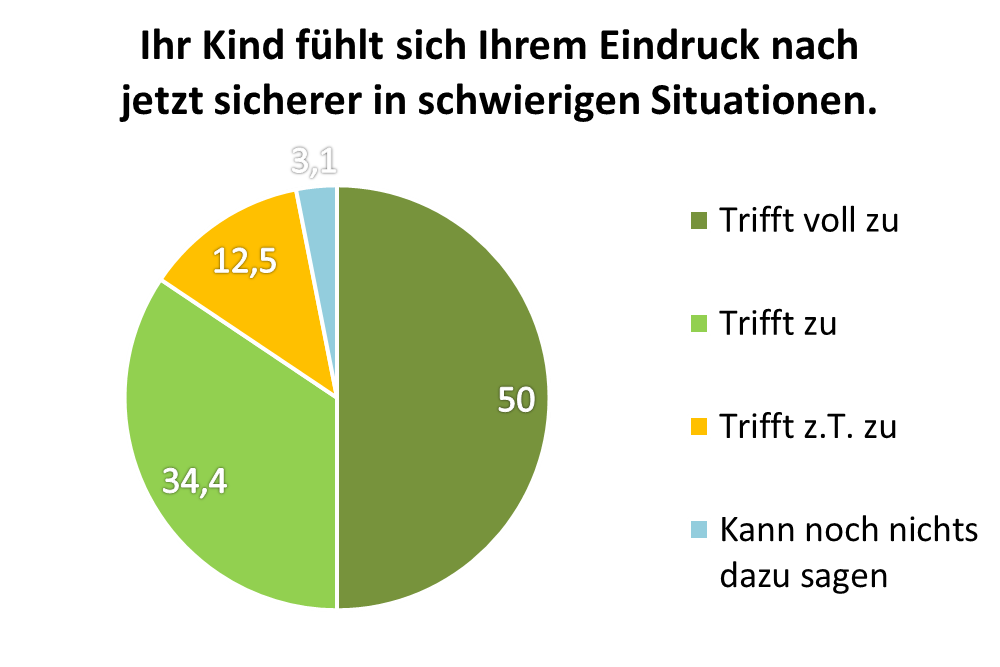 Ihr Kind fühlt sich Ihrem Eindruck nach
jetzt sicherer in schwierigen Situationen.
3,1
12,5
50
34,4
Trifft voll zu
Trifft zu
Trifft z.T. zu
Kann noch nichts
dazu sagen